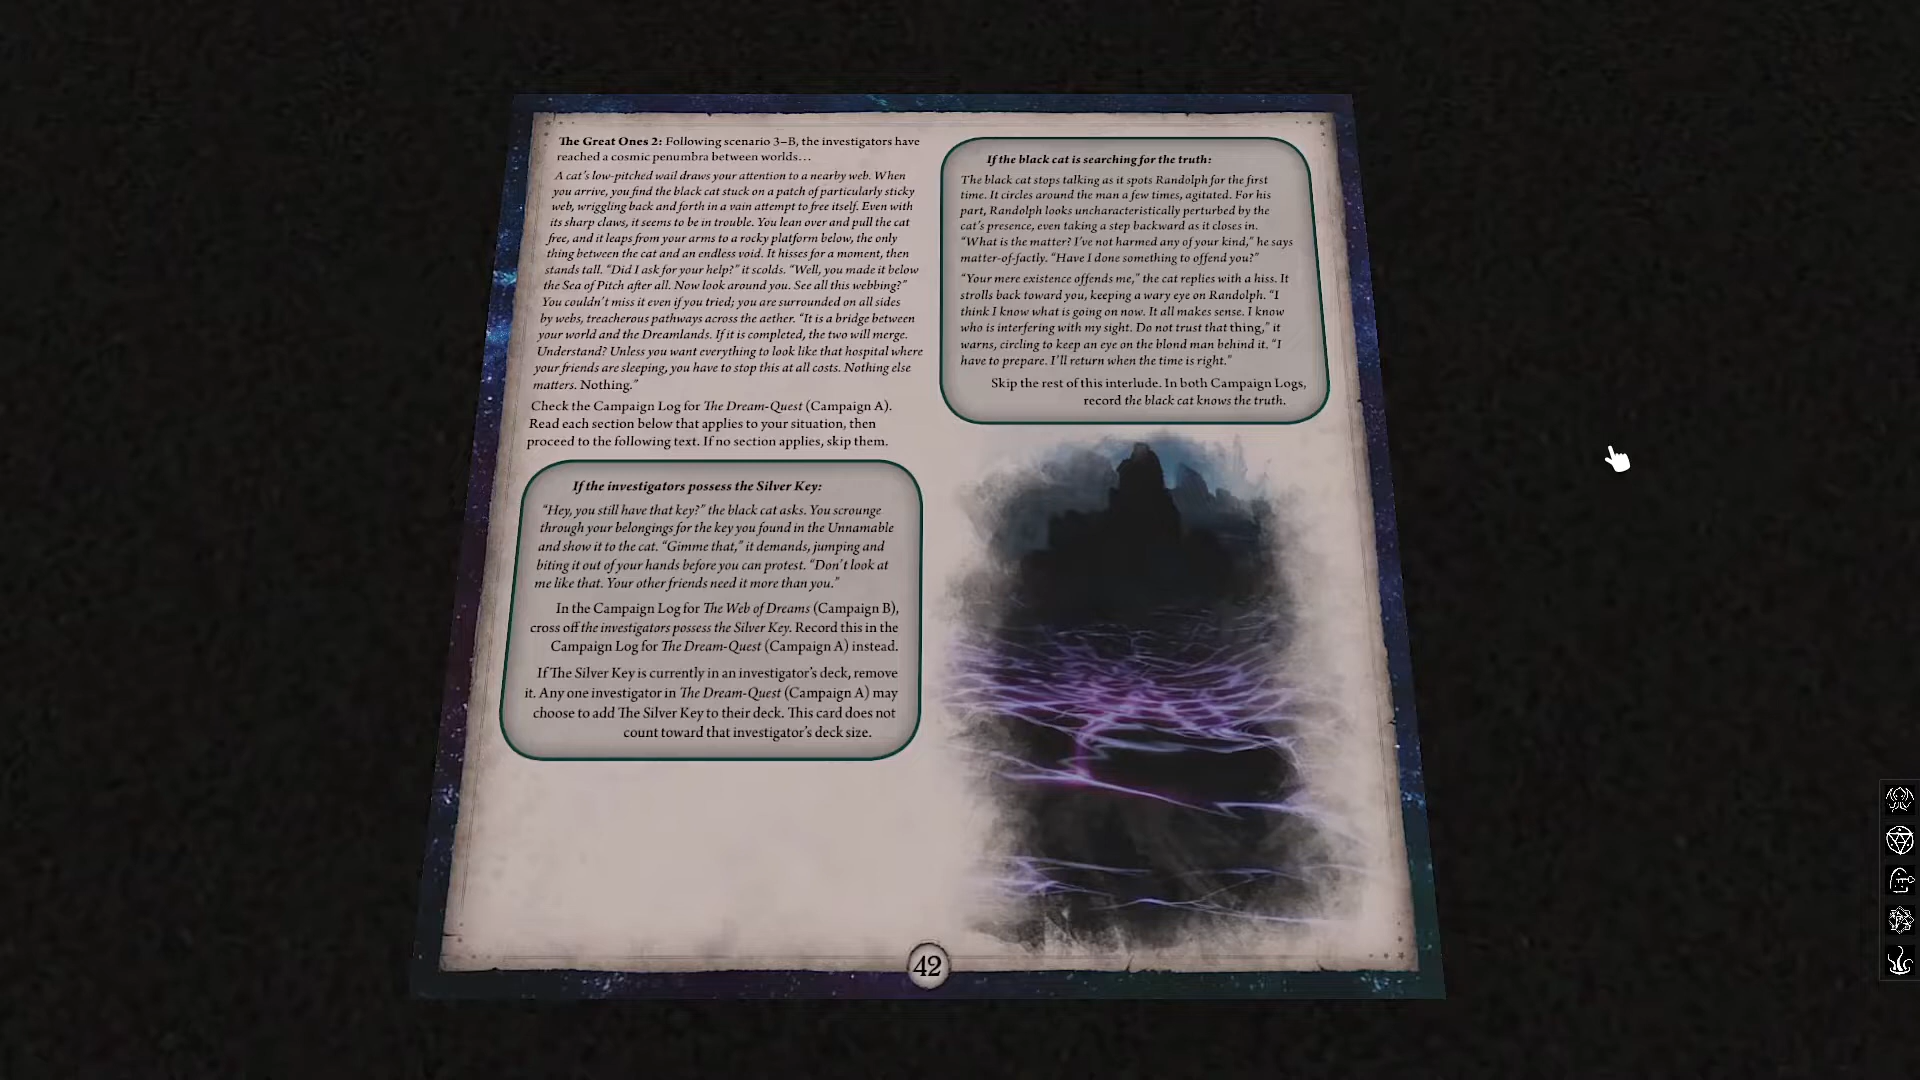 The Great Ones 2: Following scenario 3–B, the investigators have
reached a cosmic penumbra between worlds…
A cat's low-pitched wail draws your attention to a nearby web. When
you arrive, you find the black cat stuck on a patch of particularly sticky
web, wriggling back and forth in a vain attempt to free itself. Even with
its sharp claws, it seems to be in trouble. You lean over and pull the cat
free, and it leaps from your arms to a rocky platform below, the only
thing between the cat and an endless void. It hisses for a moment, then
stands tall. “Did I ask for your help?” it scolds. “Well, you made it below
the Sea of Pitch after all. Now look around you. See all this webbing?”
You couldn't miss it even if you tried; you are surrounded on all sides
by webs, treacherous pathways across the aether. “It is a bridge between
your world and the Dreamlands. If it is completed, the two will merge.
Understand? Unless you want everything to look like that hospital where
your friends are sleeping, you have to stop this at all costs. Nothing else
matters. Nothing.”
Check the Campaign Log for The Dream-Quest (Campaign A).
Read each section below that applies to your situation, then
proceed to the following text. If no section applies, skip them.
If the investigators possess the Silver Key:
“Hey, you still have that key?” the black cat asks. You scrounge
through your belongings for the key you found in the Unnamable
and show it to the cat. “Gimme that,” it demands, jumping and
biting it out of your hands before you can protest. “Don't look at
me like that. Your other friends need it more than you.”
In the Campaign Log for The Web of Dreams (Campaign B),
cross off the investigators possess the Silver Key. Record this in the
Campaign Log for The Dream-Quest (Campaign A) instead.
If The Silver Key is currently in an investigator's deck, remove
it. Any one investigator in The Dream-Quest (Campaign A) may
choose to add The Silver Key to their deck. This card does not
count toward that investigator's deck size.
If the black cat is searching for the truth:
The black cat stops talking as it spots Randolph for the first
time. It circles around the man a few times, agitated. For his
part, Randolph looks uncharacteristically perturbed by the
cat's presence, even taking a step backward as it closes in.
“What is the matter? I've not harmed any of your kind,” he says
matter-of-factly. “Have I done something to offend you?”
“Your mere existence offends me,” the cat replies with a hiss. It
strolls back toward you, keeping a wary eye on Randolph. “I
think I know what is going on now. It all makes sense. I know
who is interfering with my sight. Do not trust that thing,” it
warns, circling to keep an eye on the blond man behind it. “I
have to prepare. I'll return when the time is right.”
Skip the rest of this interlude. In both Campaign Logs,
record the black cat knows the truth.
42